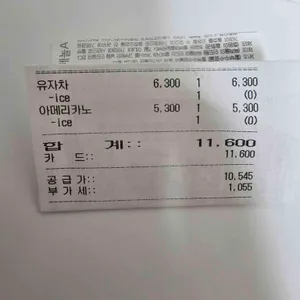 유자차 6,300 1 6,300
-ice 1 (0)
아메리카노 5,300 1 5,300
-ice 1 (0)
합 계:: 11,600
카 드:: 11,600
공급가:: 10,545
부가세:: 1,055